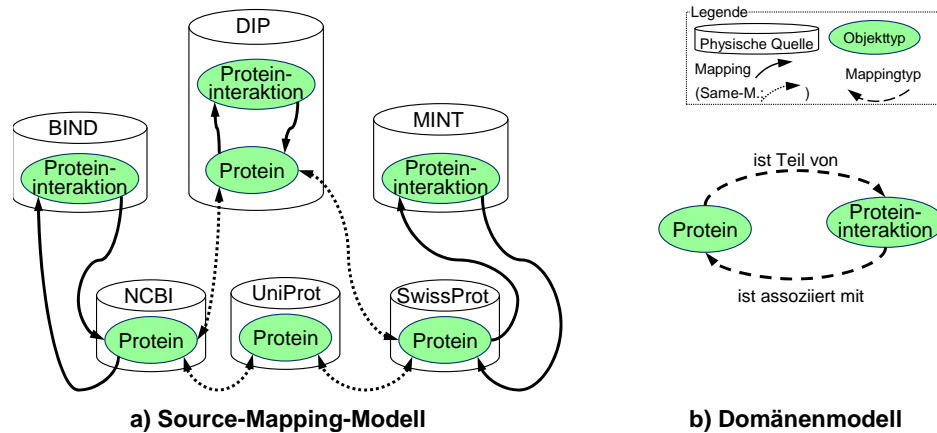 DIP
Protein-
interaktion
Protein
BIND
Protein-
interaktion
MINT
Protein-
interaktion
NCBI
Protein
UniProt
Protein
SwissProt
Protein
a) Source-Mapping-Modell
Legende
Physische Quelle
Objekttyp
Mapping
(Same-M.: )
Mappingtyp
ist Teil von
Protein
Protein-
interaktion
ist assoziiert mit
b) Domänenmodell